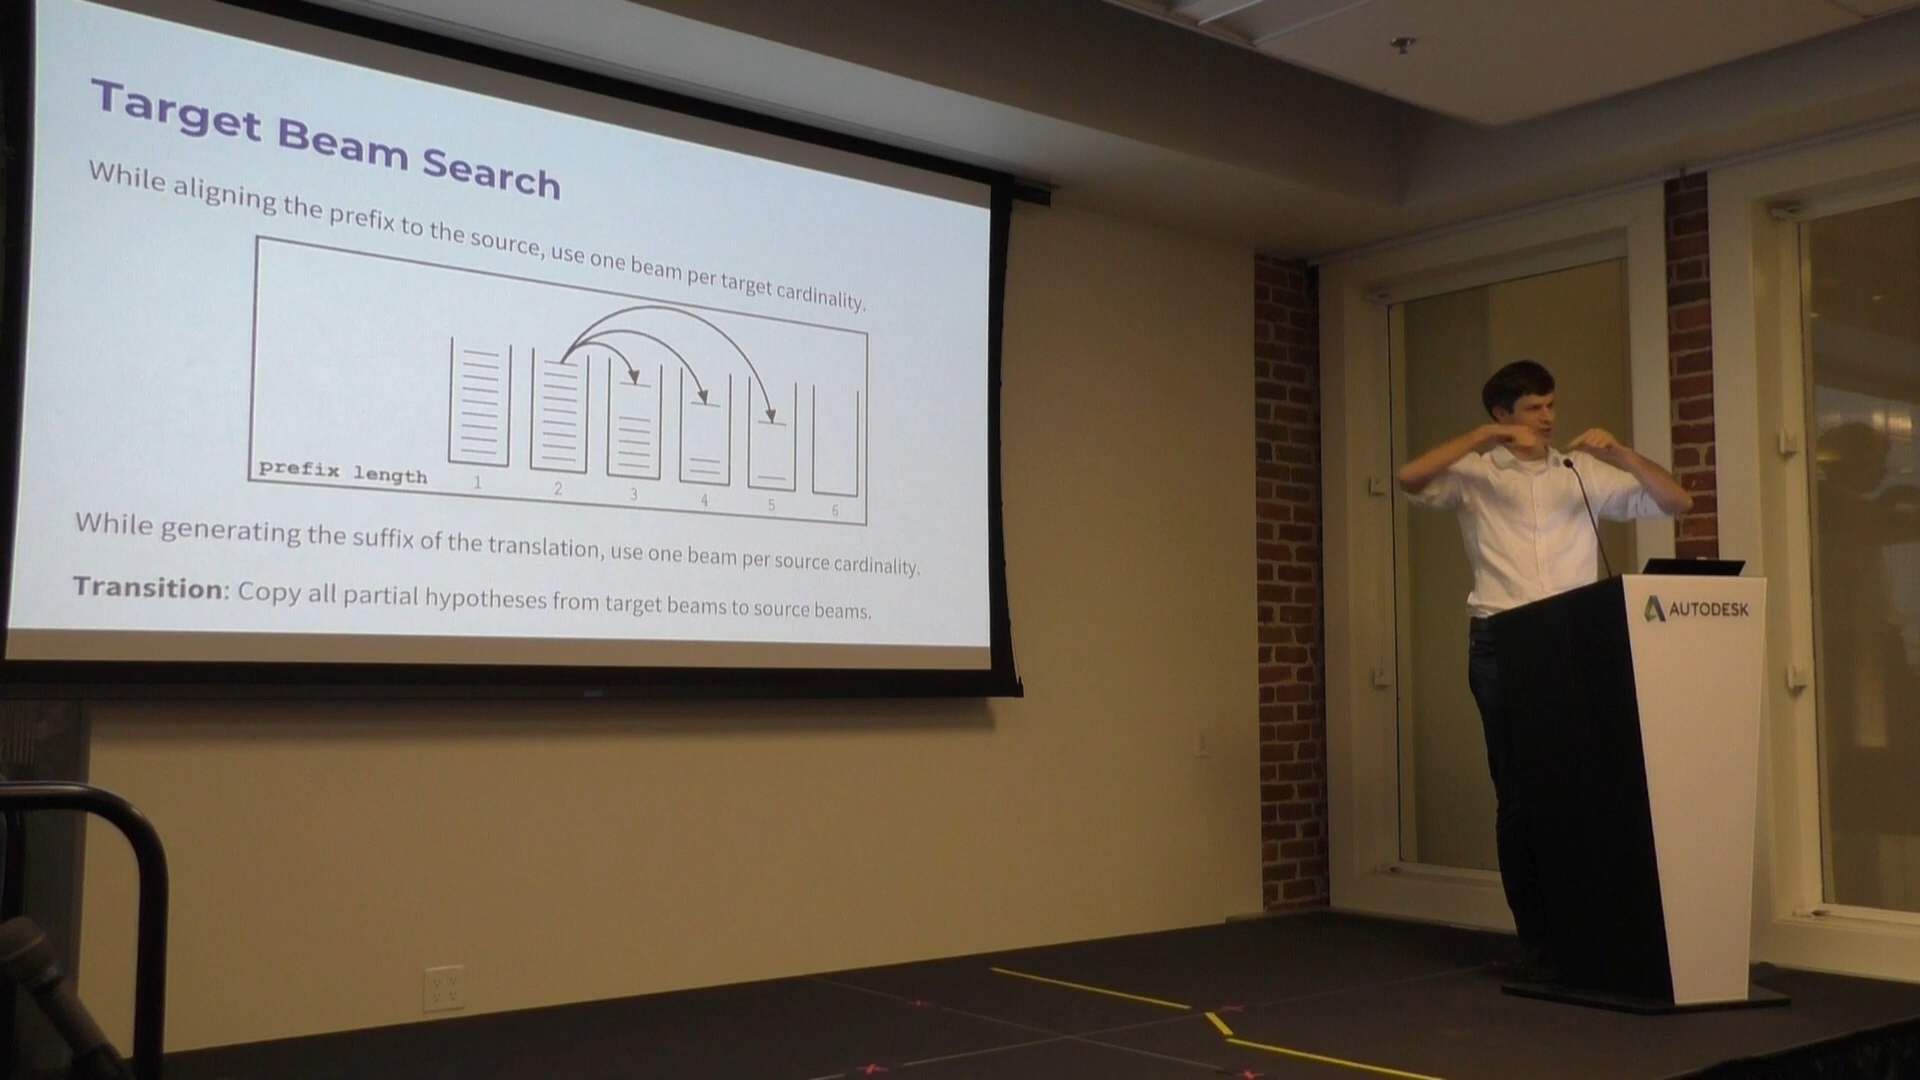 Target Beam Search
While aligning the prefix to the source, use one beam per target cardinality.
prefix length 1 2 3 4 5 6
While generating the suffix of the translation, use one beam per source cardinality.
Transition: Copy all partial hypotheses from target beams to source beams.
AUTODESK